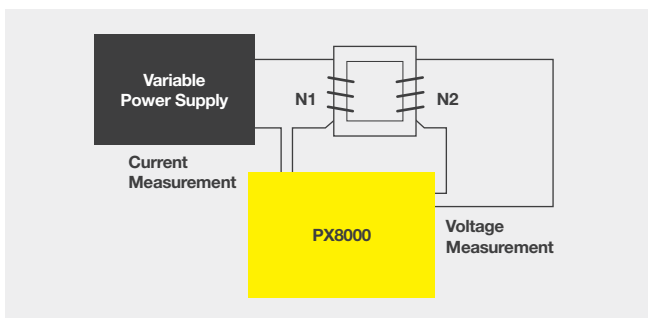 Variable
Power Supply
N1
N2
Current
Measurement
PX8000
Voltage
Measurement